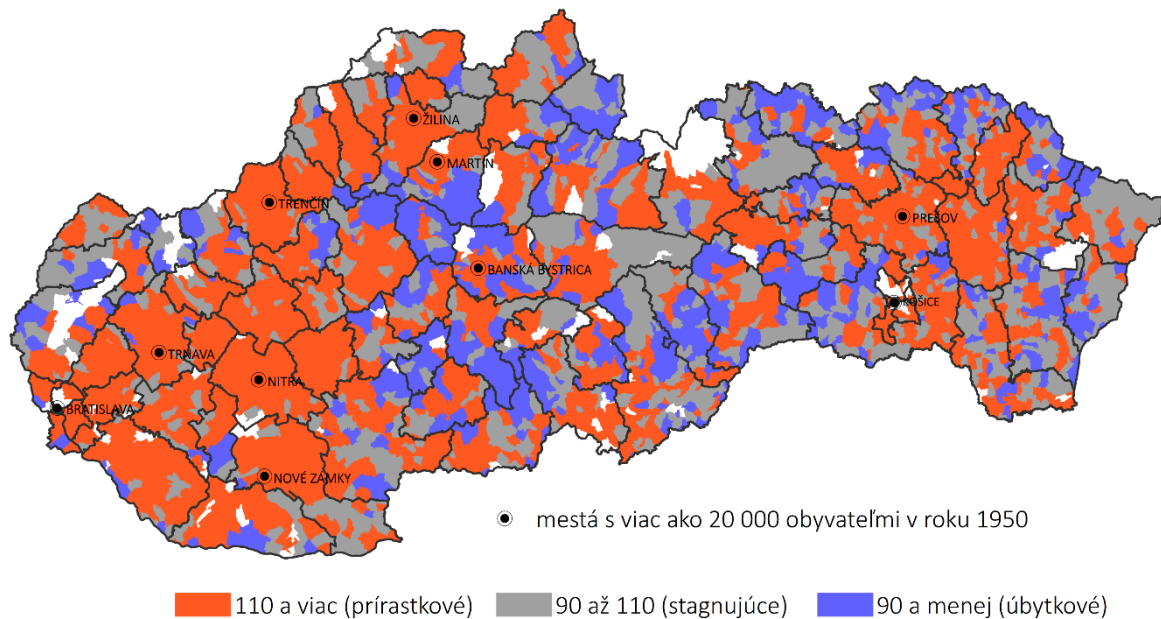 ŽILINA
MARTIN
TRENČÍN
PREŠOV
BANSKÁ BYSTRICA
KOŠICE
TRNAVA
NITRA
BRATISLAVA
NOVÉ ZÁMKY
mestá s viac ako 20 000 obyvateľmi v roku 1950
110 a viac (prírastkové) 90 až 110 (stagnujúce) 90 a menej (úbytkové)